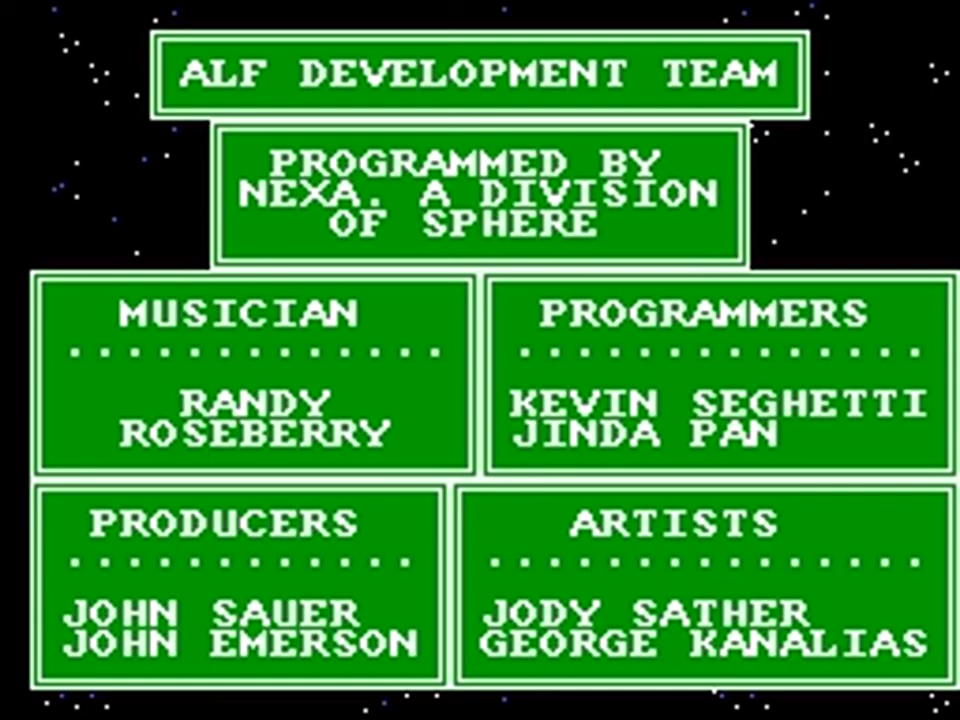 ALF DEVELOPMENT TEAM
PROGRAMMED BY
NEXA. A DIVISION
OF SPHERE
MUSICIAN
..............
RANDY
ROSEBERRY
PROGRAMMERS
..............
KEVIN SEGHETTI
JINDA PAN
PRODUCERS
............
JOHN SAUER
JOHN EMERSON
ARTISTS
...............
JODY SATHER
GEORGE KANALIAS